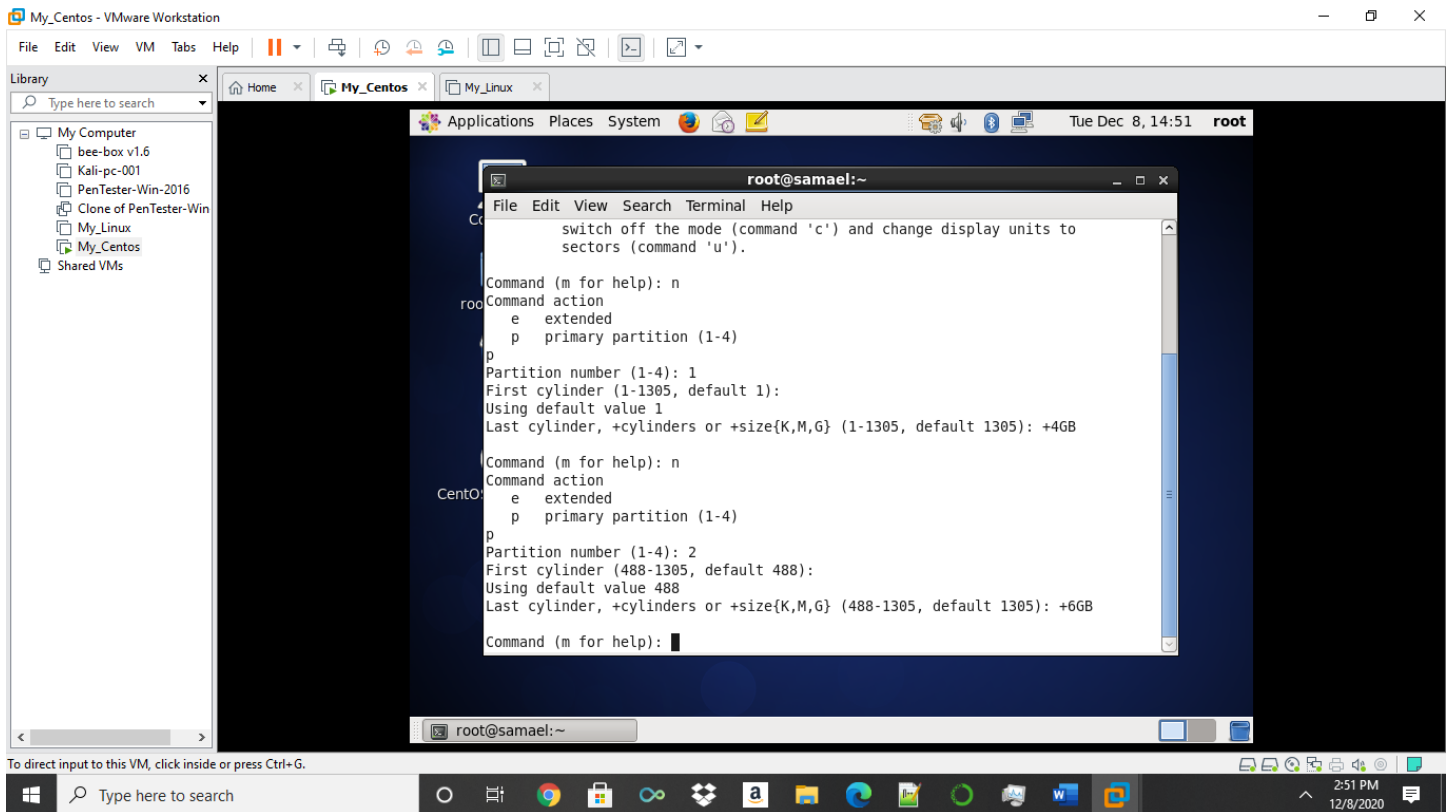 My_Centos - VMware Workstation
File Edit View VM Tabs Help
Library
Type here to search
My Computer
bee-box v1.6
Kali-pc-001
PenTester-Win-2016
Clone of PenTester-Win
My_Linux
My_Centos
Shared VMs
Home
My_Centos
My_Linux
Applications Places System
Tue Dec 8, 14:51 root
Co
roo
CentOS
root@samael:~
File Edit View Search Terminal Help
switch off the mode (command 'c') and change display units to
sectors (command 'u').
Command (m for help): n
Command action
e extended
p primary partition (1-4)
p
Partition number (1-4): 1
First cylinder (1-1305, default 1):
Using default value 1
Last cylinder, +cylinders or +size{K,M,G} (1-1305, default 1305): +4GB
Command (m for help): n
Command action
e extended
p primary partition (1-4)
p
Partition number (1-4): 2
First cylinder (488-1305, default 488):
Using default value 488
Last cylinder, +cylinders or +size{K,M,G} (488-1305, default 1305): +6GB
Command (m for help):
root@samael:~
To direct input to this VM, click inside or press Ctrl+G.
Type here to search
2:51 PM
12/8/2020